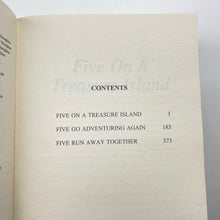 Five On A
Treasure Island
CONTENTS
FIVE ON A TREASURE ISLAND 1
FIVE GO ADVENTURING AGAIN 185
FIVE RUN AWAY TOGETHER 373